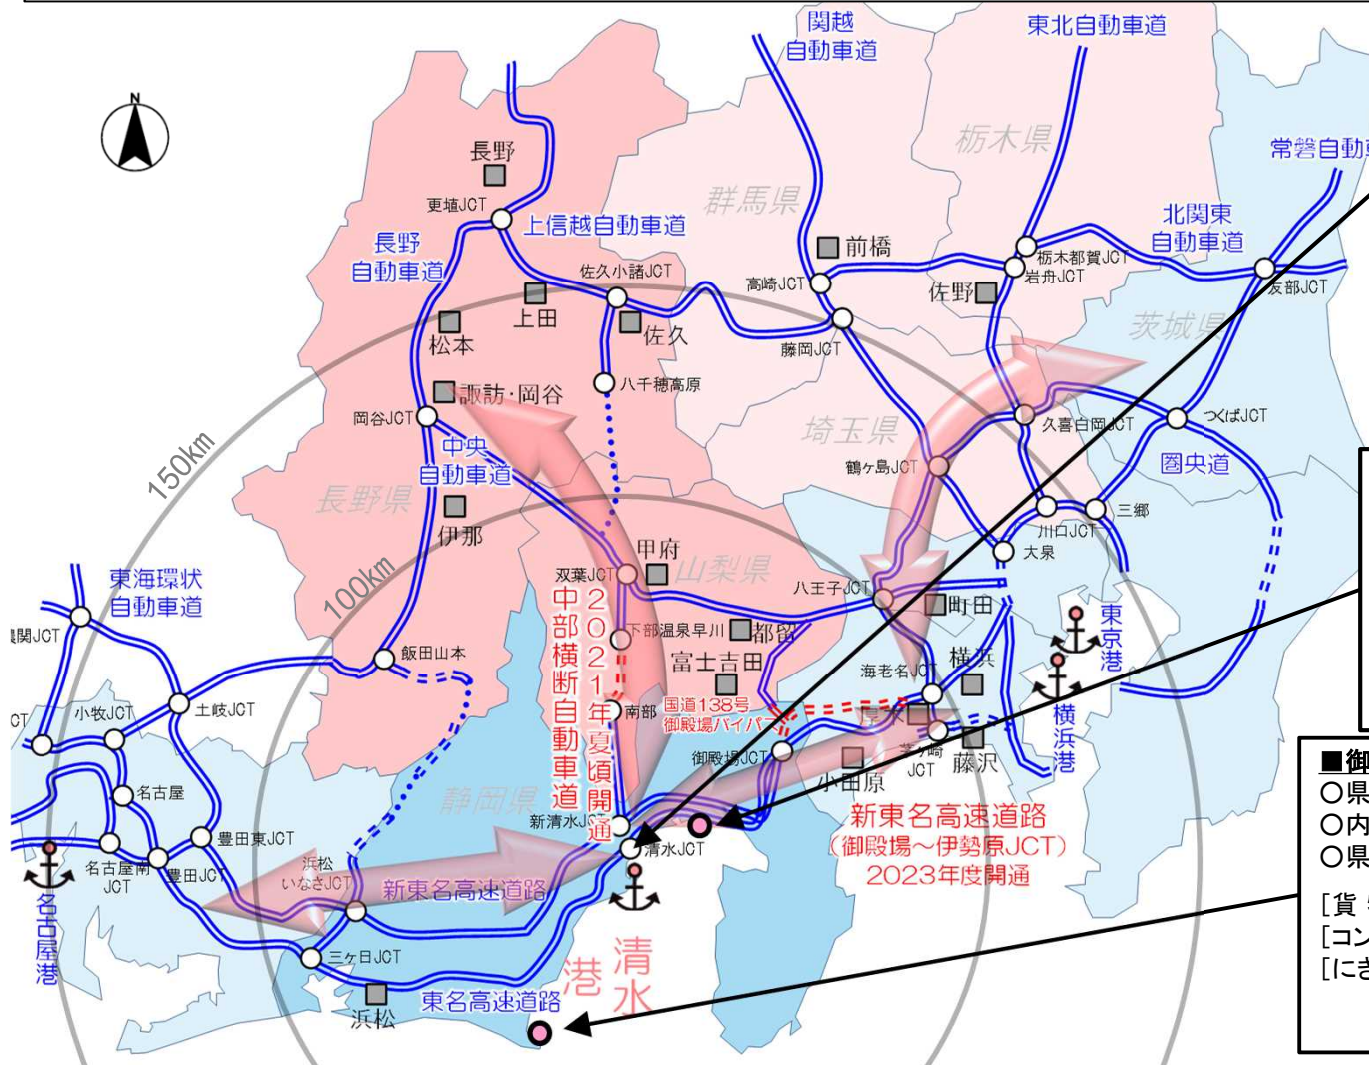 N
関越
自動車道
東北自動車道
常磐自動
栃木県
群馬県
長野
更埴JCT
上信越自動車道
長野
自動車道
佐久小諸JCT
前橋
北関東
自動車道
栃木都賀JCT
岩舟JCT
高崎JCT
佐野
友部JCT
上田
佐久
松本
藤岡JCT
茨城県
諏訪・岡谷
八千穂高原
岡谷JCT
埼玉県
久喜白岡JCT
つくばJCT
中央
自動車道
鶴ヶ島JCT
圏央道
150km
長野県
伊那
川口JCT
三郷
大泉
甲府
山梨県
双葉JCT
100km
八王子JCT
町田
東海環状
自動車道
東京港
下部温泉早川
都留
関JCT
飯田山本
富士吉田
海老名JCT
横浜
2021年夏頃開通
中部横断自動車道
土岐JCT
小牧JCT
CT
南部
国道138号
御殿場バイパス
厚木
横浜港
御殿場JCT
茅ヶ崎
JCT
藤沢
小田原
名古屋
静岡県
新清水JCT
清水JCT
新東名高速道路
(御殿場～伊勢原JCT)
2023年度開通
豊田東JCT
名古屋南
JCT
豊田JCT
浜松
いなさJCT
新東名高速道路
名古屋港
三ヶ日JCT
清水
港
浜松
東名高速道路
■御
○県
○内
○県
[貨
[コン
[にき